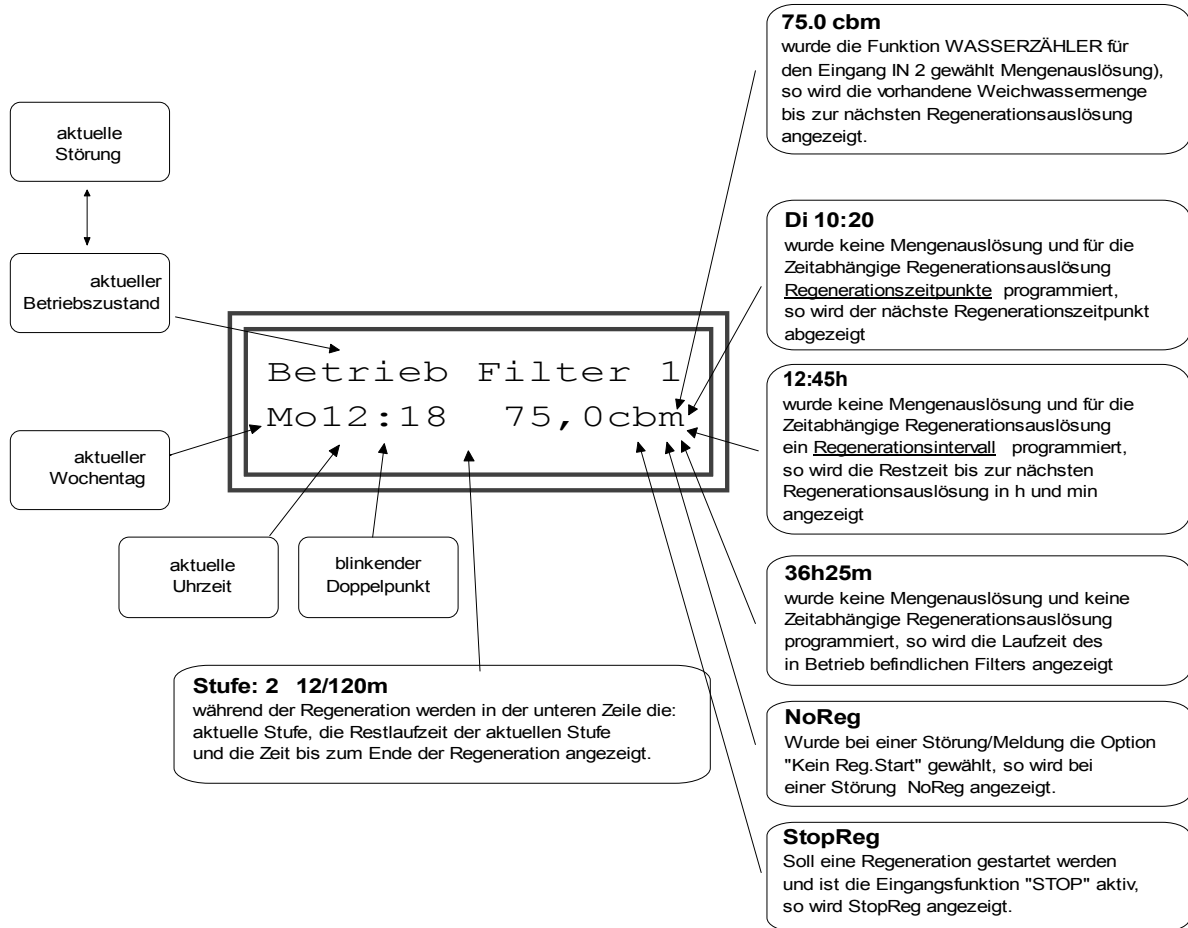 75.0 cbm
wurde die Funktion WASSERZÄHLER für
den Eingang IN 2 gewählt Mengenauslösung),
so wird die vorhandene Weichwassermenge
bis zur nächsten Regenerationsauslösung
angezeigt.
aktuelle
Störung
Di 10:20
wurde keine Mengenauslösung und für die
Zeitabhängige Regenerationsauslösung
Regenerationszeitpunkte programmiert,
so wird der nächste Regenerationszeitpunkt
abgezeigt
aktueller
Betriebszustand
Betrieb Filter 1
Mo12:18 75,0cbm
12:45h
wurde keine Mengenauslösung und für die
Zeitabhängige Regenerationsauslösung
ein Regenerationsintervall programmiert,
so wird die Restzeit bis zur nächsten
Regenerationsauslösung in h und min
angezeigt
aktueller
Wochentag
aktuelle
Uhrzeit
blinkender
Doppelpunkt
36h25m
wurde keine Mengenauslösung und keine
Zeitabhängige Regenerationsauslösung
programmiert, so wird die Laufzeit des
in Betrieb befindlichen Filters angezeigt
Stufe: 2 12/120m
während der Regeneration werden in der unteren Zeile die:
aktuelle Stufe, die Restlaufzeit der aktuellen Stufe
und die Zeit bis zum Ende der Regeneration angezeigt.
NoReg
Wurde bei einer Störung/Meldung die Option
"Kein Reg.Start" gewählt, so wird bei
einer Störung NoReg angezeigt.
StopReg
Soll eine Regeneration gestartet werden
und ist die Eingangsfunktion "STOP" aktiv,
so wird StopReg angezeigt.